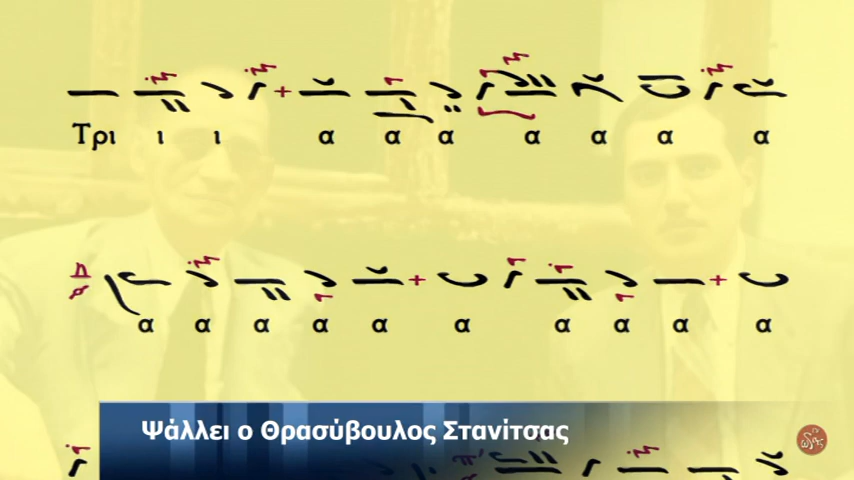 Τρι ι ι α α α α α α α
α α α α α α α α α α
Ψάλλει ο Θρασύβουλος Στανίτσας